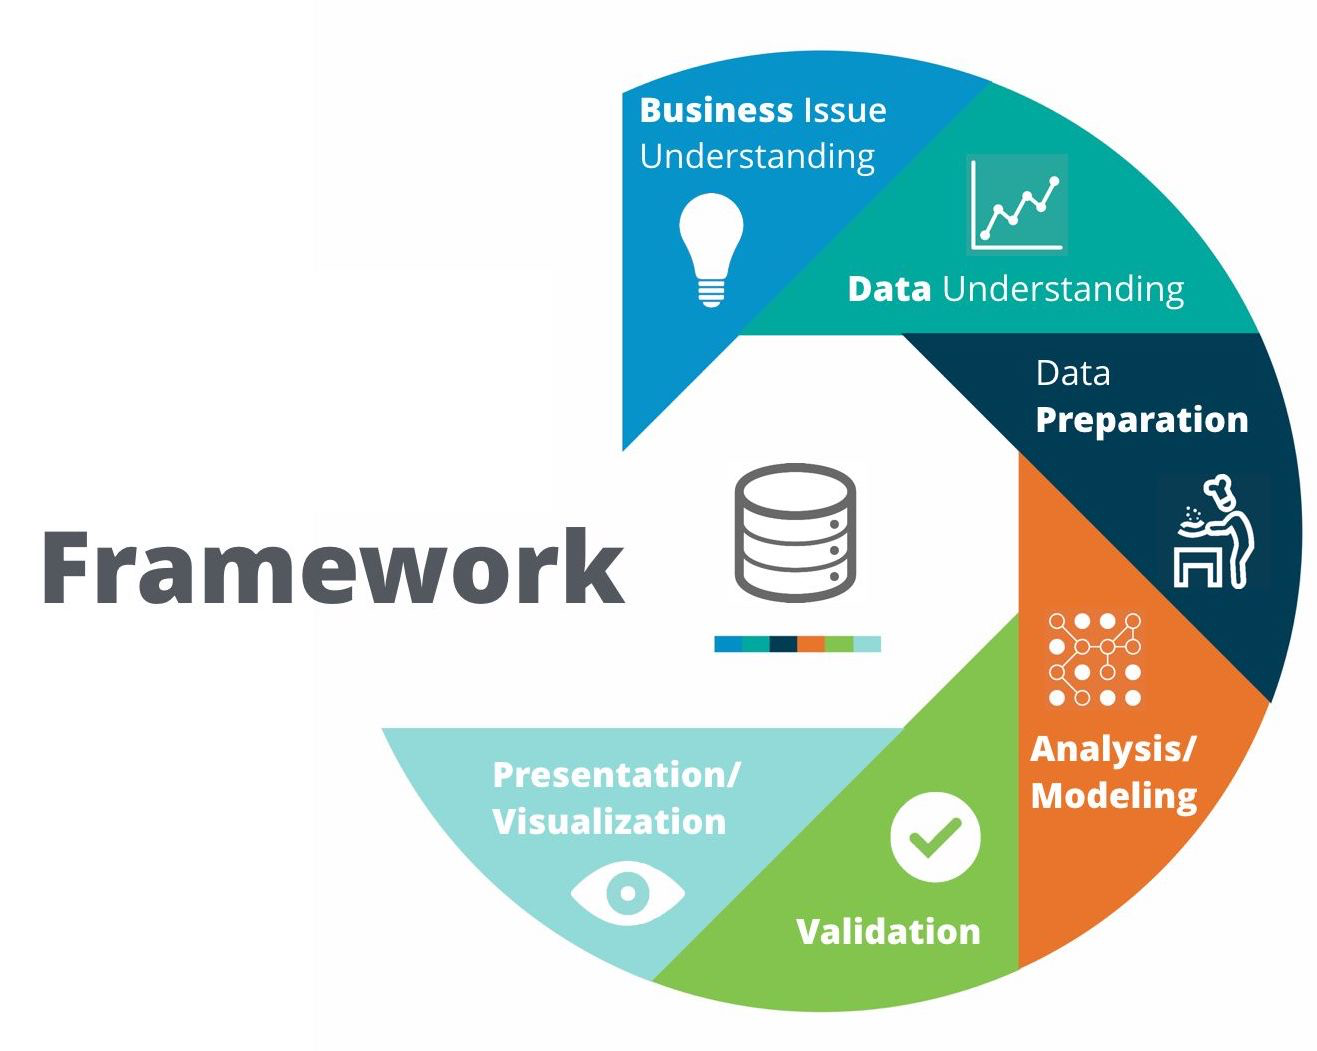 Business Issue
Understanding
Data Understanding
Data
Preparation
Framework
Analysis/
Modeling
Presentation/
Visualization
Validation